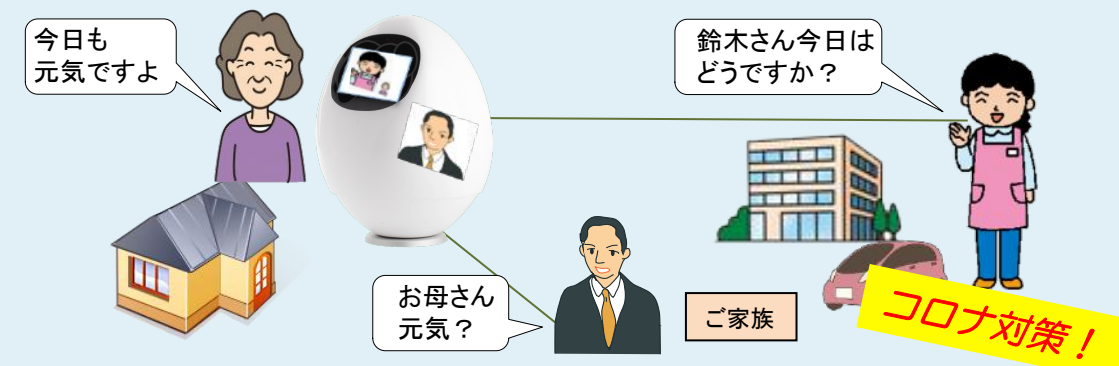 今日も
元気ですよ
鈴木さん今日は
どうですか？
お母さん
元気？
ご家族
コロナ対策！